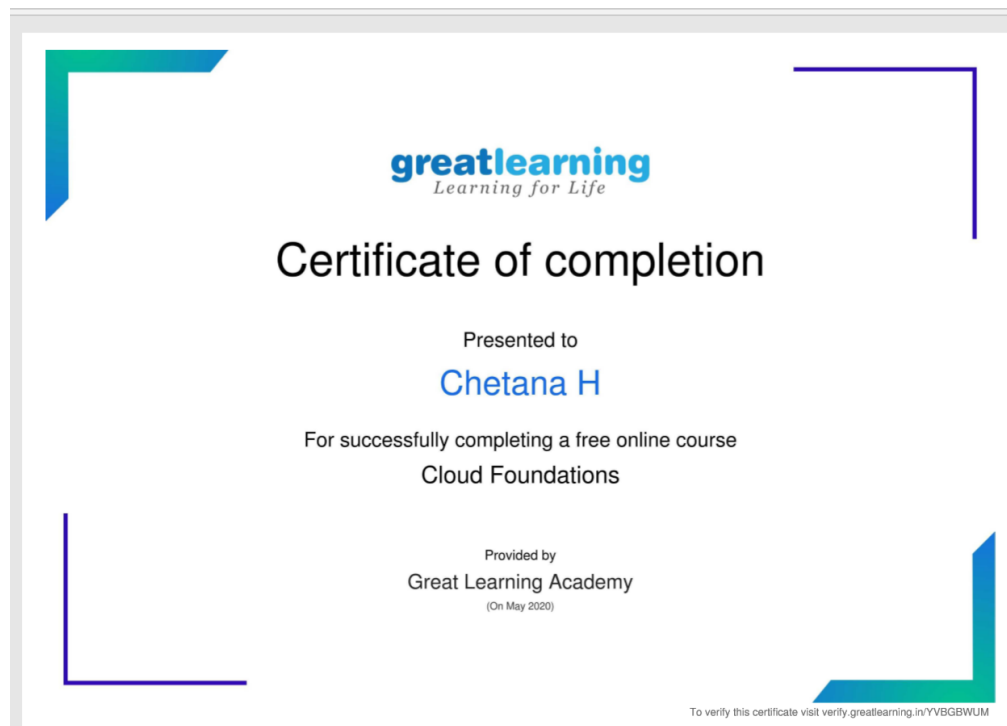 greatlearning
Learning for Life
Certificate of completion
Presented to
Chetana H
For successfully completing a free online course
Cloud Foundations
Provided by
Great Learning Academy
(On May 2020)
To verify this certificate visit verify.greatlearning.in/YVBGBWUM